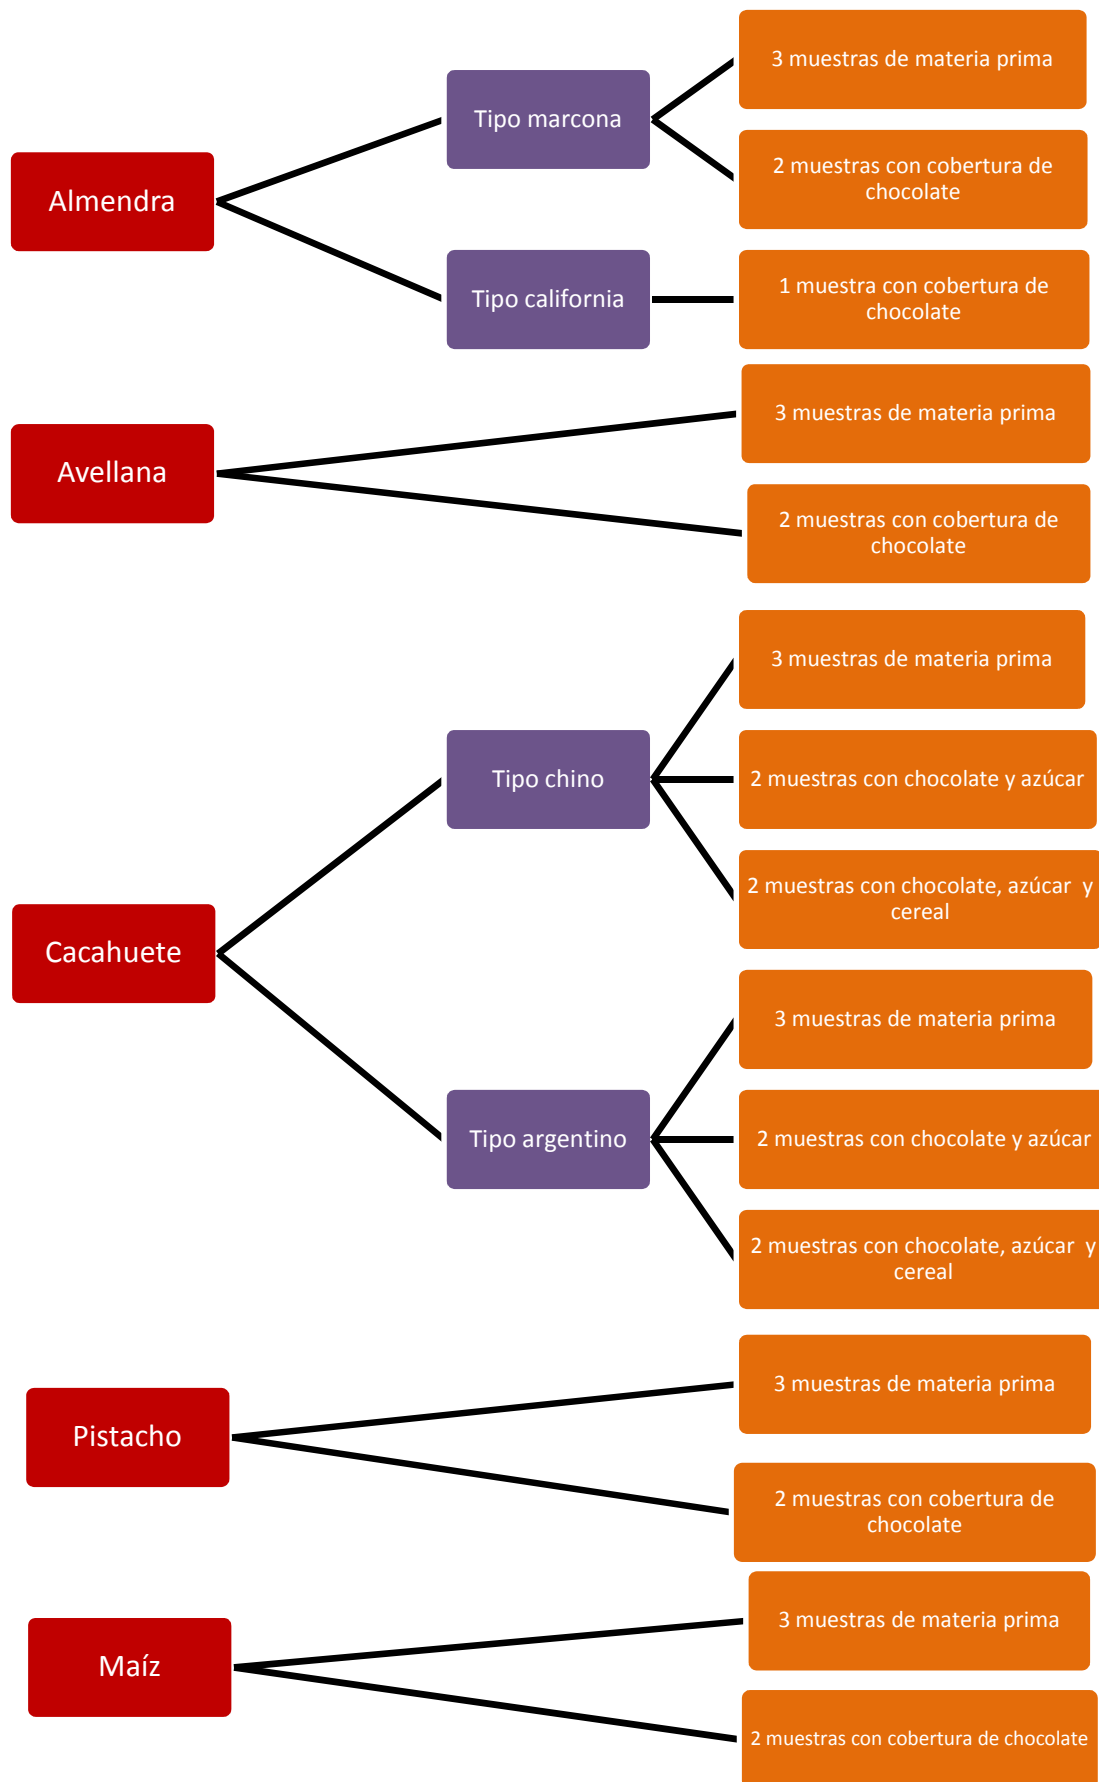 Almendra
Tipo marcona
3 muestras de materia prima
2 muestras con cobertura de
chocolate
Tipo california
1 muestra con cobertura de
chocolate
Avellana
3 muestras de materia prima
2 muestras con cobertura de
chocolate
Cacahuete
Tipo chino
3 muestras de materia prima
2 muestras con chocolate y azúcar
2 muestras con chocolate, azúcar y
cereal
Tipo argentino
3 muestras de materia prima
2 muestras con chocolate y azúcar
2 muestras con chocolate, azúcar y
cereal
Pistacho
3 muestras de materia prima
2 muestras con cobertura de
chocolate
Maíz
3 muestras de materia prima
2 muestras con cobertura de chocolate